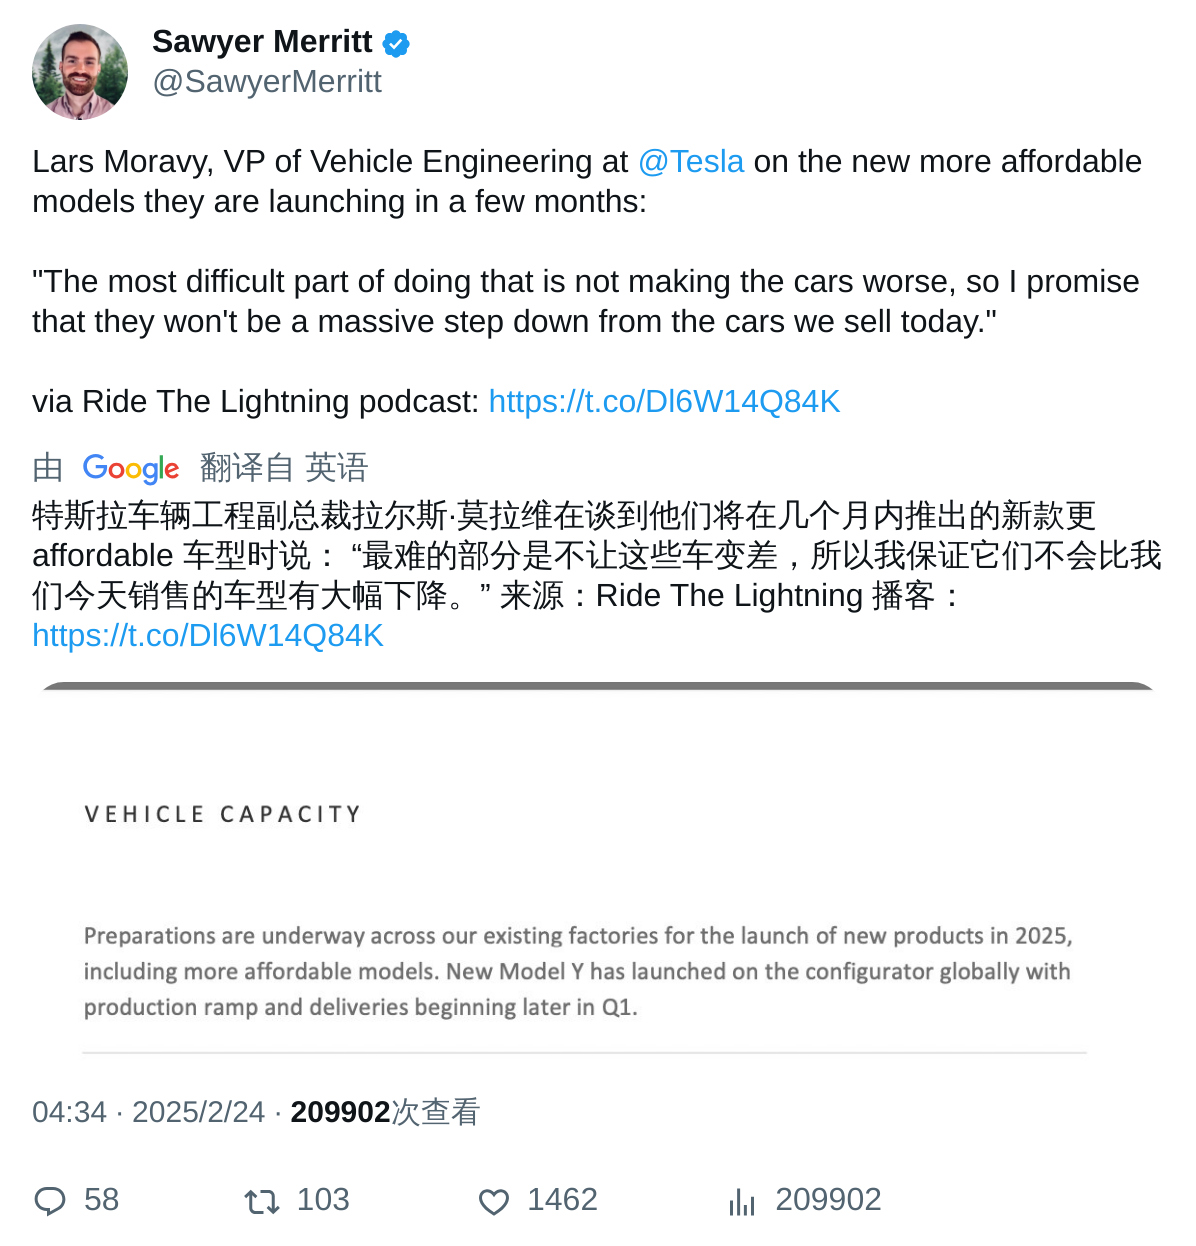 Sawyer Merritt
@SawyerMerritt
Lars Moravy, VP of Vehicle Engineering at @Tesla on the new more affordable
models they are launching in a few months:
"The most difficult part of doing that is not making the cars worse, so I promise
that they won't be a massive step down from the cars we sell today."
via Ride The Lightning podcast: https://t.co/Dl6W14Q84K
由 Google 翻译自 英语
特斯拉车辆工程副总裁拉尔斯·莫拉维在谈到他们将在几个月内推出的新款更
affordable 车型时说： “最难的部分是不让这些车变差，所以我保证它们不会比我
们今天销售的车型有大幅下降。” 来源：Ride The Lightning 播客：
https://t.co/Dl6W14Q84K
VEHICLE CAPACITY
Preparations are underway across our existing factories for the launch of new products in 2025,
including more affordable models. New Model Y has launched on the configurator globally with
production ramp and deliveries beginning later in Q1.
04:34 · 2025/2/24 · 209902次查看
58 103 1462 209902